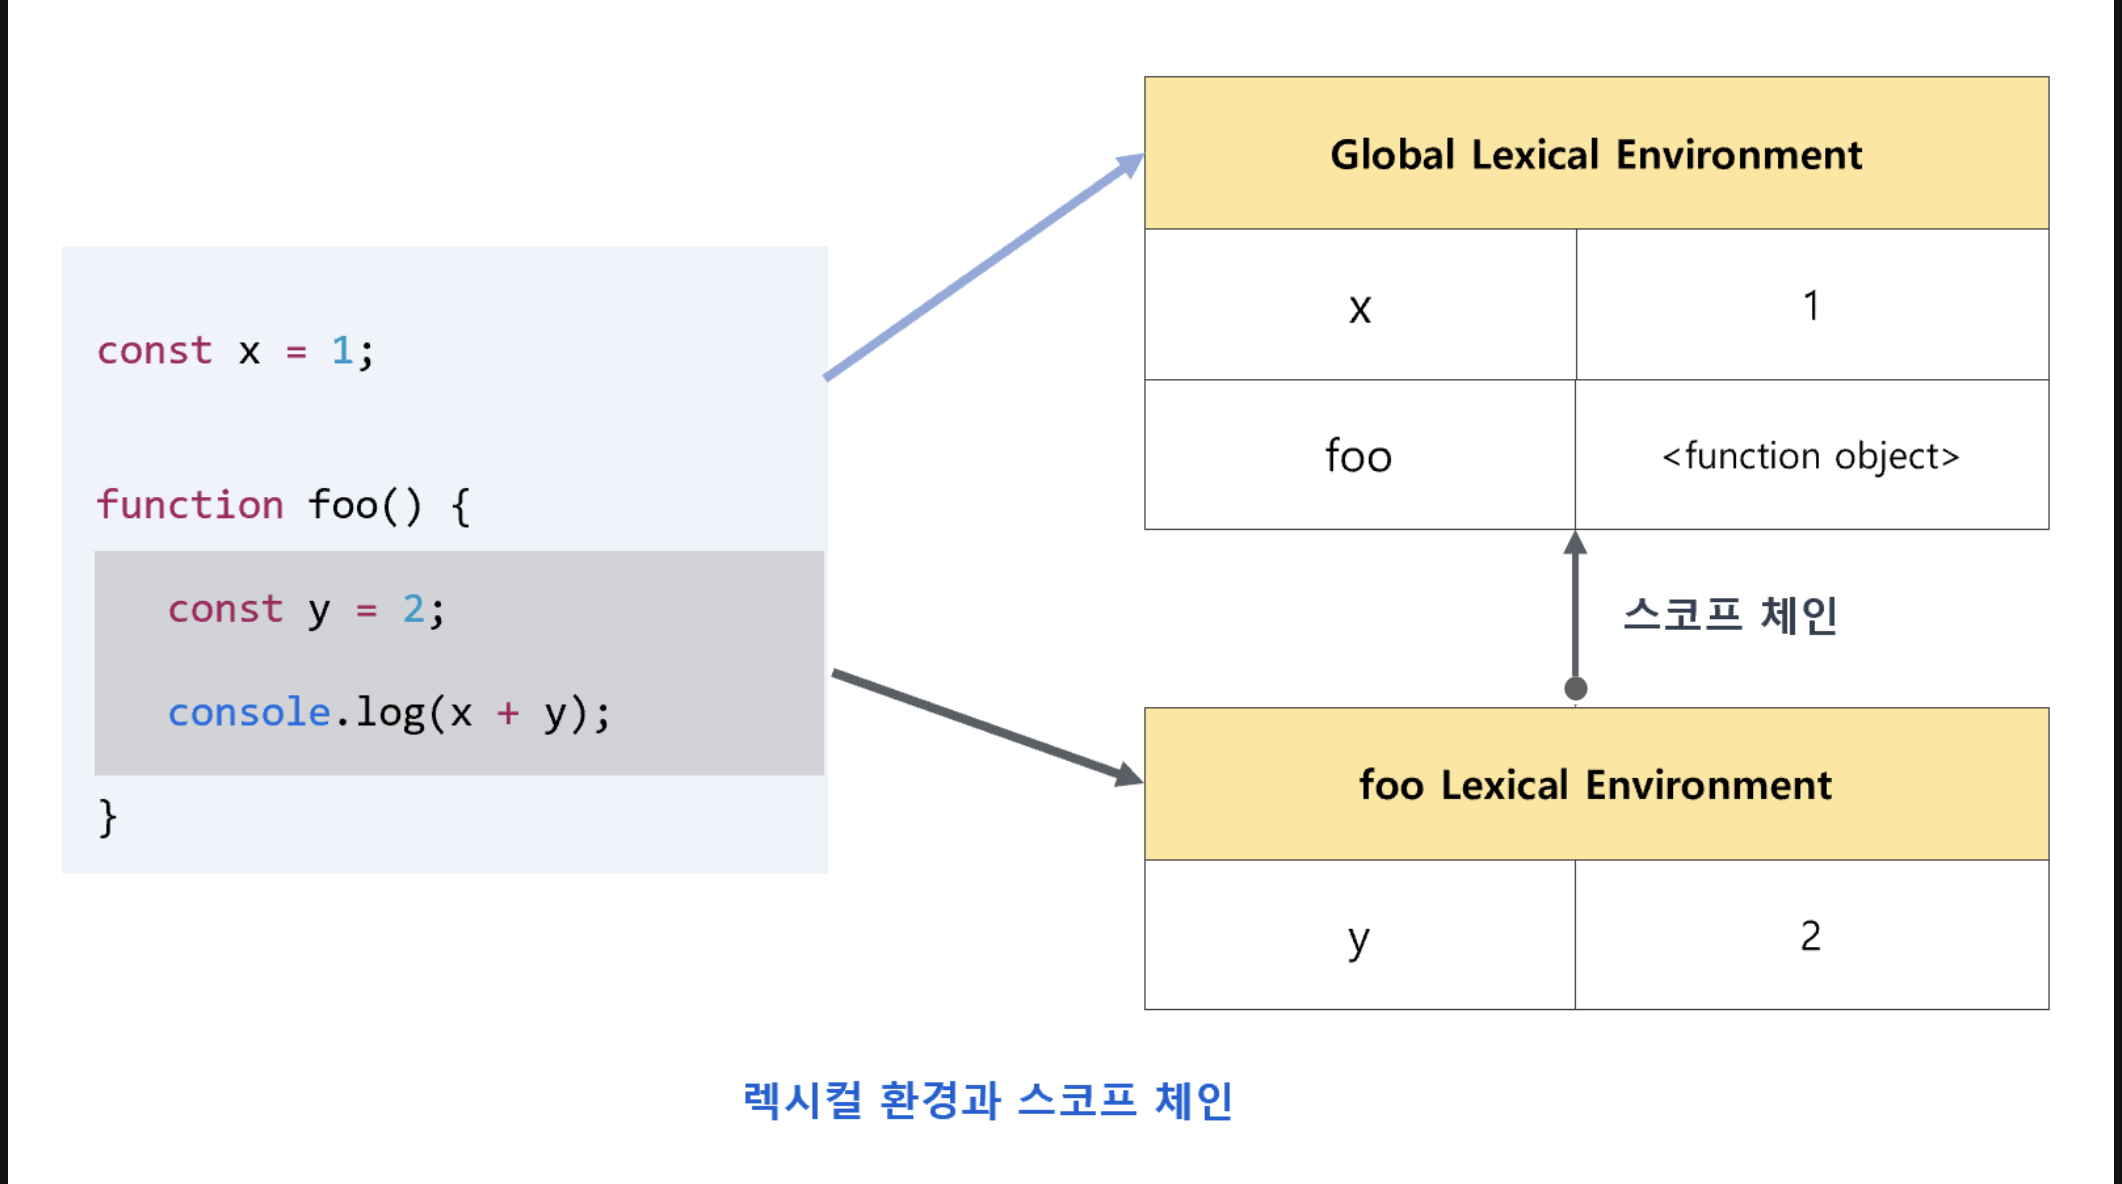 const x = 1;
function foo() {
const y = 2;
console.log(x + y);
}
Global Lexical Environment
x 1
foo <function object>
스코프 체인
foo Lexical Environment
y 2
렉시컬 환경과 스코프 체인